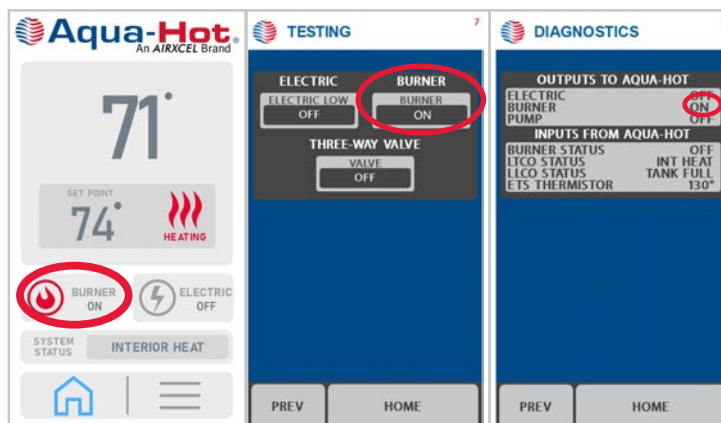 Aqua-Hot.
An AIRXCEL Brand
71°
SET POINT
74°
HEATING
BURNER
ON
ELECTRIC
OFF
SYSTEM
STATUS
INTERIOR HEAT
TESTING
7
ELECTRIC
BURNER
ELECTRIC LOW
OFF
BURNER
ON
THREE-WAY VALVE
VALVE
OFF
PREV
HOME
DIAGNOSTICS
OUTPUTS TO AQUA-HOT
ELECTRIC OFF
BURNER ON
PUMP OFF
INPUTS FROM AQUA-HOT
BURNER STATUS OFF
LTCO STATUS INT HEAT
LLCO STATUS TANK FULL
ETS THERMISTOR 130°
PREV
HOME